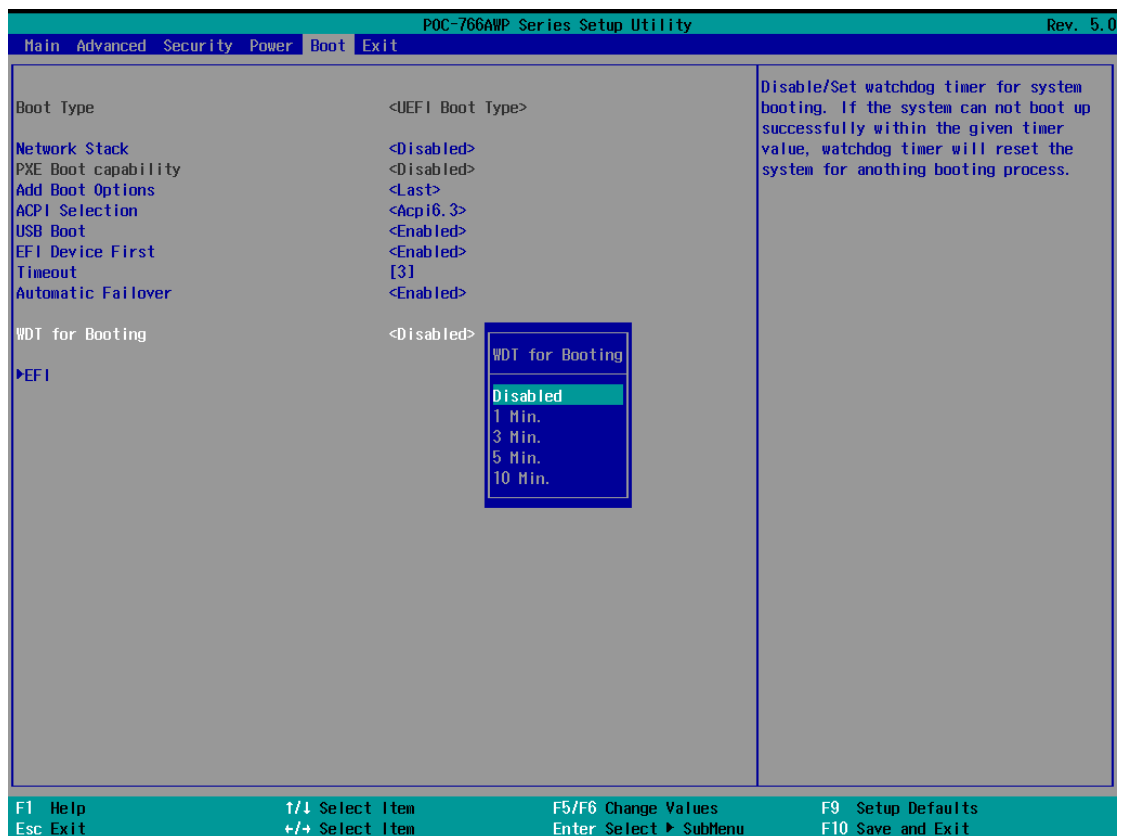 POC-766AWP Series Setup Utility Rev. 5.0
Main Advanced Security Power Boot Exit
Boot Type <UEFI Boot Type>
Network Stack <Disabled>
PXE Boot capability <Disabled>
Add Boot Options <Last>
ACPI Selection <Acpi6.3>
USB Boot <Enabled>
EFI Device First <Enabled>
Timeout [3]
Automatic Failover <Enabled>
WDT for Booting <Disabled>
▶EFI
WDT for Booting
Disabled
1 Min.
3 Min.
5 Min.
10 Min.
Disable/Set watchdog timer for system
booting. If the system can not boot up
successfully within the given timer
value, watchdog timer will reset the
system for anothing booting process.
F1 Help ↑/↓ Select Item F5/F6 Change Values F9 Setup Defaults
Esc Exit ←/→ Select Item Enter Select ▶ SubMenu F10 Save and Exit